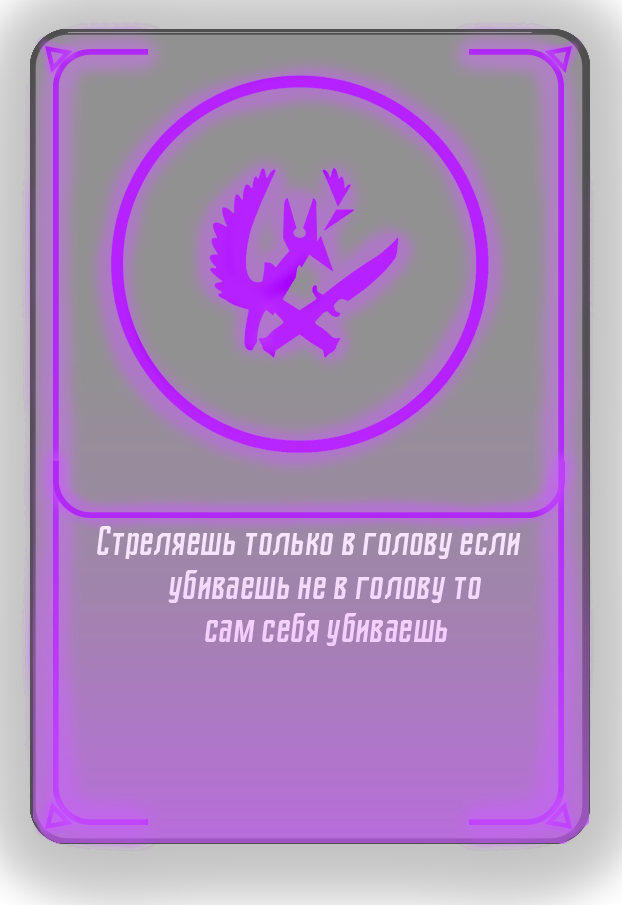 Стреляешь только в голову если
убиваешь не в голову то
сам себя убиваешь